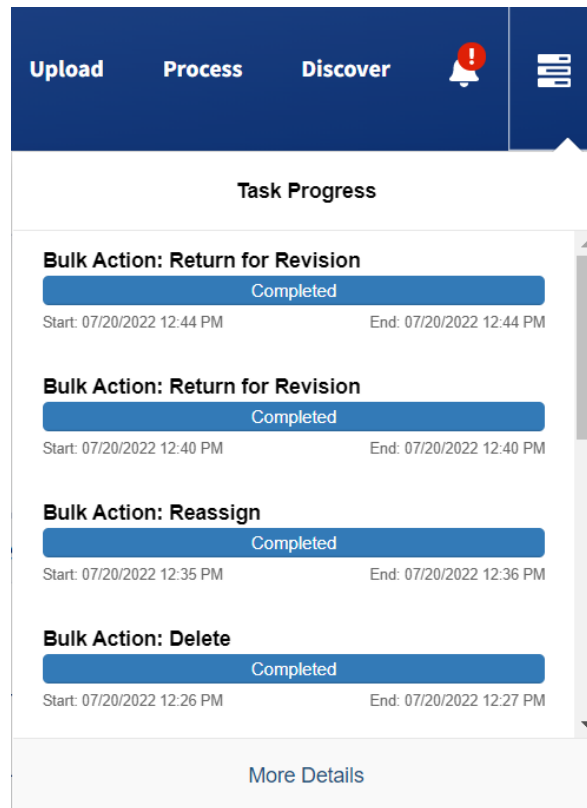 Upload Process Discover
!
Task Progress
Bulk Action: Return for Revision
Completed
Start: 07/20/2022 12:44 PM End: 07/20/2022 12:44 PM
Bulk Action: Return for Revision
Completed
Start: 07/20/2022 12:40 PM End: 07/20/2022 12:40 PM
Bulk Action: Reassign
Completed
Start: 07/20/2022 12:35 PM End: 07/20/2022 12:36 PM
Bulk Action: Delete
Completed
Start: 07/20/2022 12:26 PM End: 07/20/2022 12:27 PM
More Details